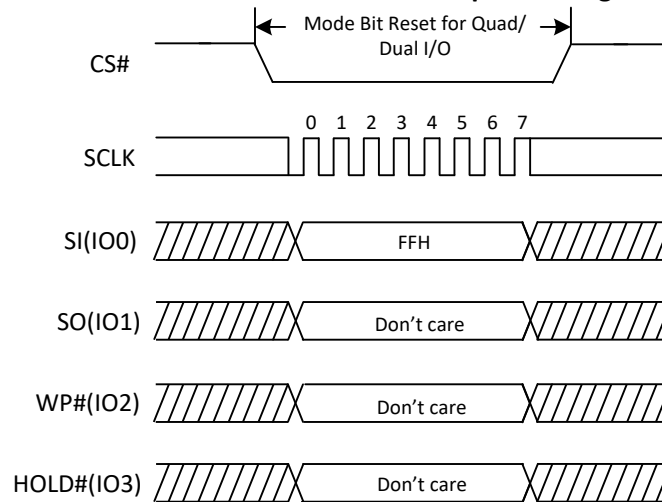 Mode Bit Reset for Quad/
Dual I/O
CS#
0 1 2 3 4 5 6 7
SCLK
SI(IO0) FFH
SO(IO1) Don't care
WP#(IO2) Don't care
HOLD#(IO3) Don't care